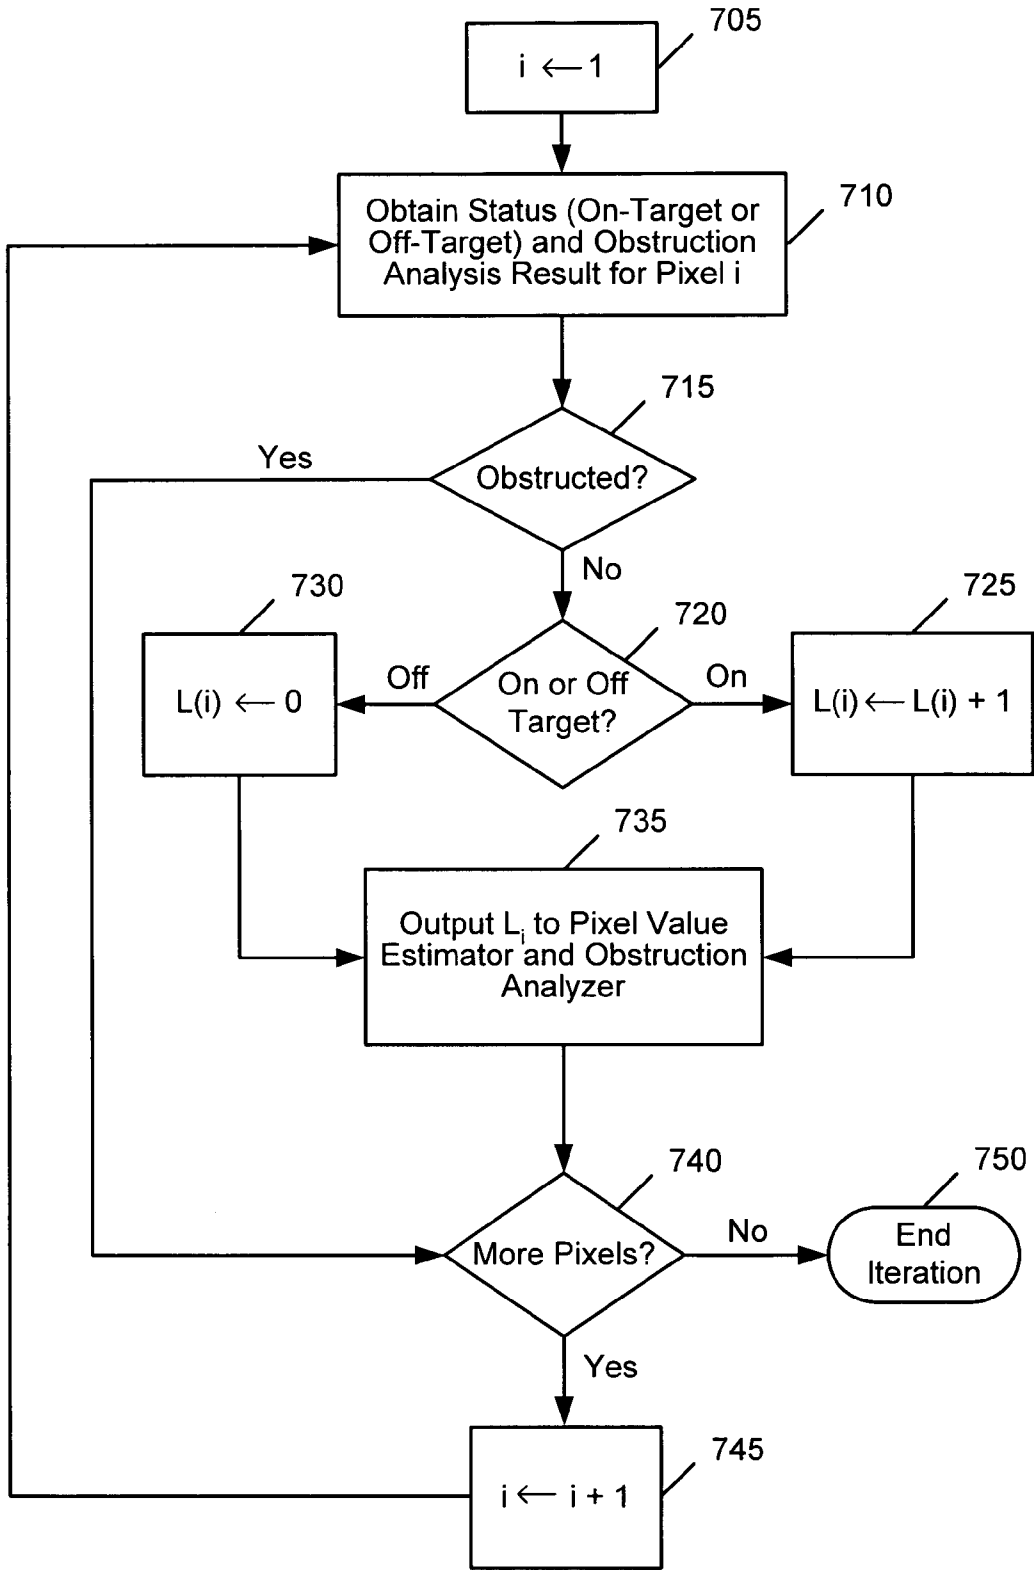 705
i ← 1
710
Obtain Status (On-Target or
Off-Target) and Obstruction
Analysis Result for Pixel i
715
Yes
Obstructed?
No
730
720
725
Off
On
L(i) ← 0
On or Off
Target?
L(i) ← L(i) + 1
735
Output Li to Pixel Value
Estimator and Obstruction
Analyzer
740
750
More Pixels?
No
End
Iteration
Yes
745
i ← i + 1